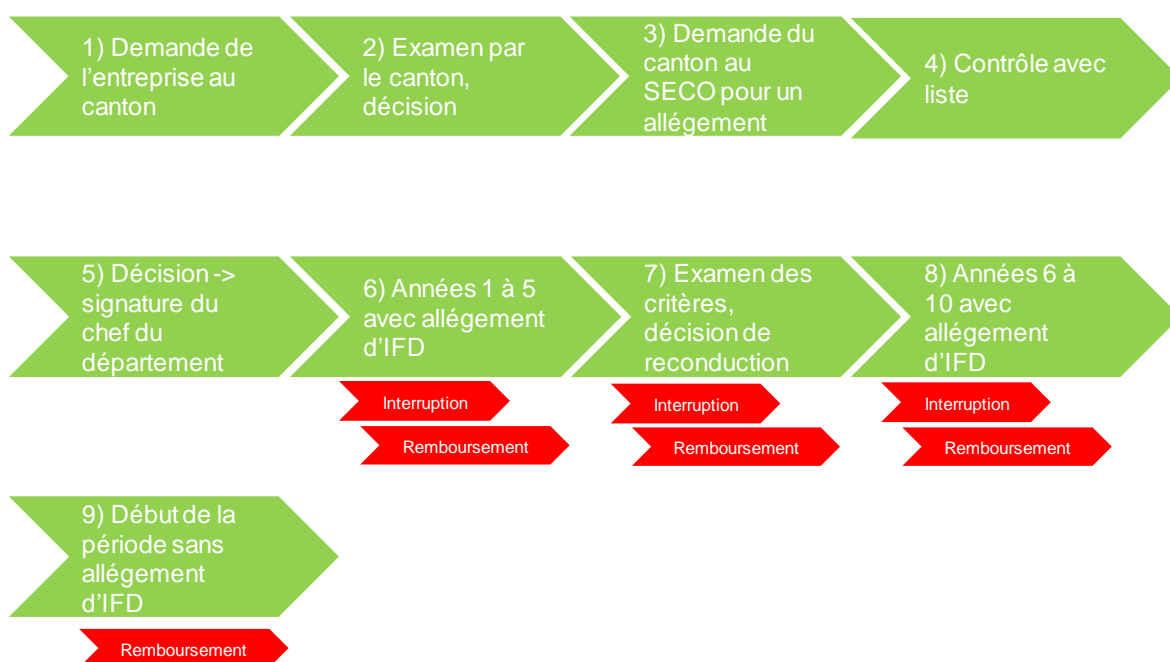 1) Demande de
l'entreprise au
canton
2) Examen par
le canton,
décision
3) Demande du
canton au
SECO pour un
allégement
4) Contrôle avec
liste
5) Décision ->
signature du
chef du
département
6) Années 1 à 5
avec allégement
d'IFD
7) Examen des
critères,
décision de
reconduction
8) Années 6 à
10 avec
allégement
d'IFD
Interruption
Remboursement
Interruption
Remboursement
Interruption
Remboursement
9) Début de la
période sans
allégement
d'IFD
Remboursement